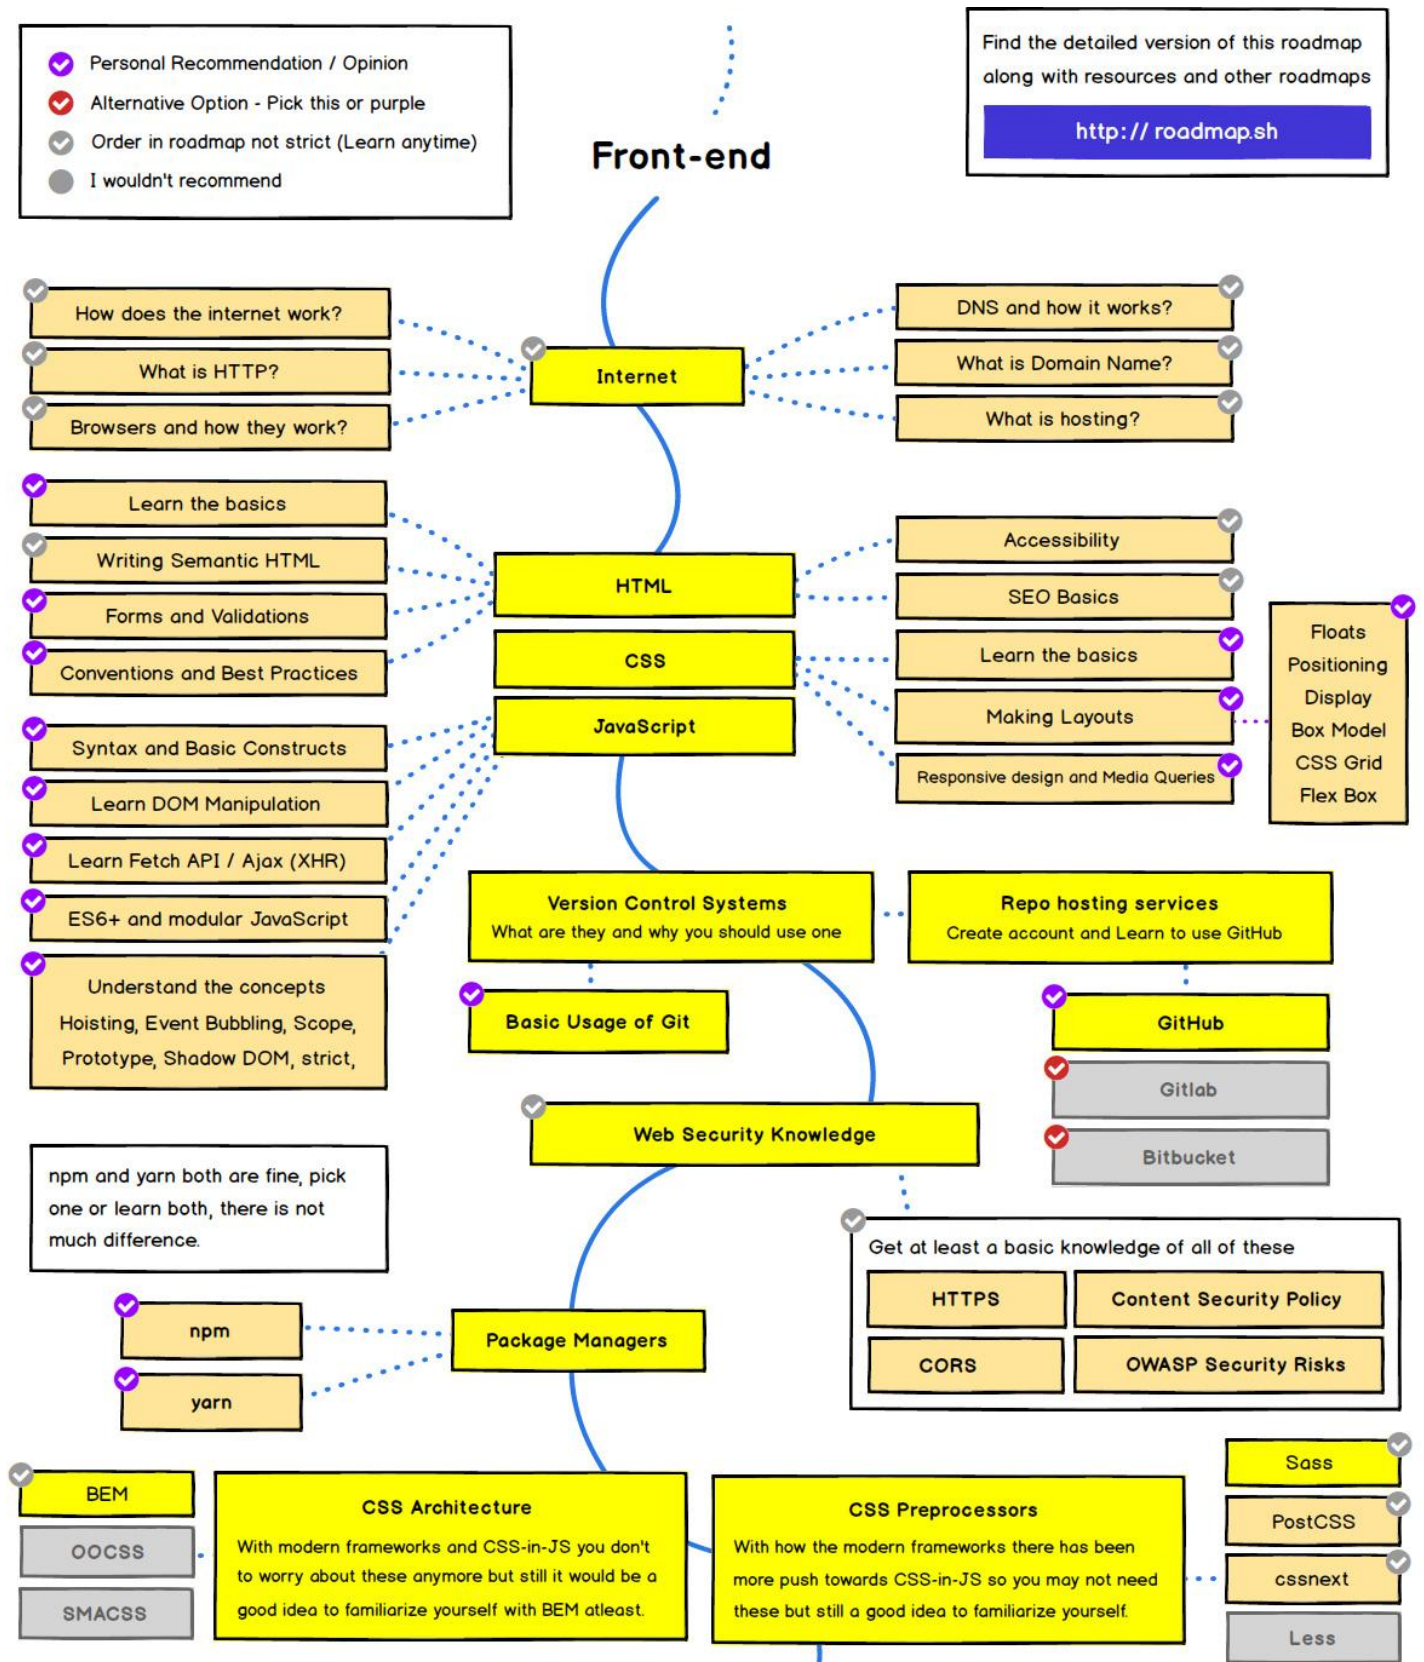 Personal Recommendation / Opinion
Alternative Option - Pick this or purple
Order in roadmap not strict (Learn anytime)
I wouldn't recommend
Find the detailed version of this roadmap
along with resources and other roadmaps
http://roadmap.sh
Front-end
How does the internet work?
What is HTTP?
Browsers and how they work?
Internet
DNS and how it works?
What is Domain Name?
What is hosting?
Learn the basics
Writing Semantic HTML
Forms and Validations
Conventions and Best Practices
HTML
CSS
JavaScript
Accessibility
SEO Basics
Learn the basics
Making Layouts
Responsive design and Media Queries
Floats
Positioning
Display
Box Model
CSS Grid
Flex Box
Syntax and Basic Constructs
Learn DOM Manipulation
Learn Fetch API / Ajax (XHR)
ES6+ and modular JavaScript
Understand the concepts
Hoisting, Event Bubbling, Scope,
Prototype, Shadow DOM, strict,
Version Control Systems
What are they and why you should use one
Basic Usage of Git
Repo hosting services
Create account and Learn to use GitHub
GitHub
Gitlab
Bitbucket
Web Security Knowledge
Get at least a basic knowledge of all of these
HTTPS
Content Security Policy
CORS
OWASP Security Risks
npm and yarn both are fine, pick
one or learn both, there is not
much difference.
npm
yarn
Package Managers
BEM
OOCSS
SMACSS
CSS Architecture
With modern frameworks and CSS-in-JS you don't
to worry about these anymore but still it would be a
good idea to familiarize yourself with BEM atleast.
CSS Preprocessors
With how the modern frameworks there has been
more push towards CSS-in-JS so you may not need
these but still a good idea to familiarize yourself.
Sass
PostCSS
cssnext
Less